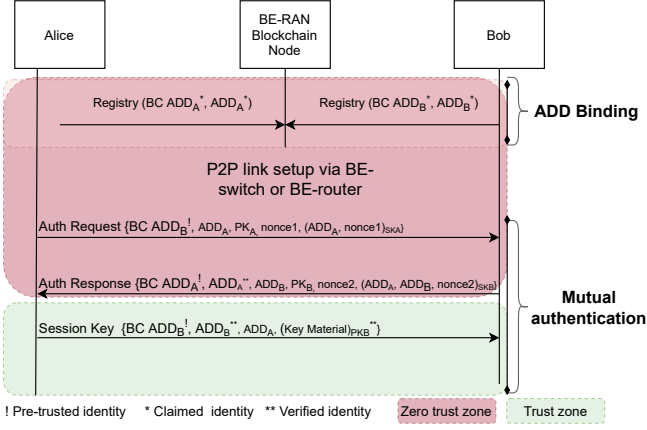 Alice
BE-RAN
Blockchain
Node
Bob
Registry (BC ADD_A*, ADD_A*)
Registry (BC ADD_B*, ADD_B*)
ADD Binding
P2P link setup via BE-
switch or BE-router
Auth Request {BC ADD_B!, ADD_A, PK_A, nonce1, (ADD_A, nonce1)_SKA}
Auth Response {BC ADD_A!, ADD_A**, ADD_B, PK_B, nonce2, (ADD_A, ADD_B, nonce2)_SKB}
Mutual
authentication
Session Key {BC ADD_B!, ADD_B**, ADD_A, (Key Material)_PKB**}
! Pre-trusted identity * Claimed identity ** Verified identity Zero trust zone Trust zone